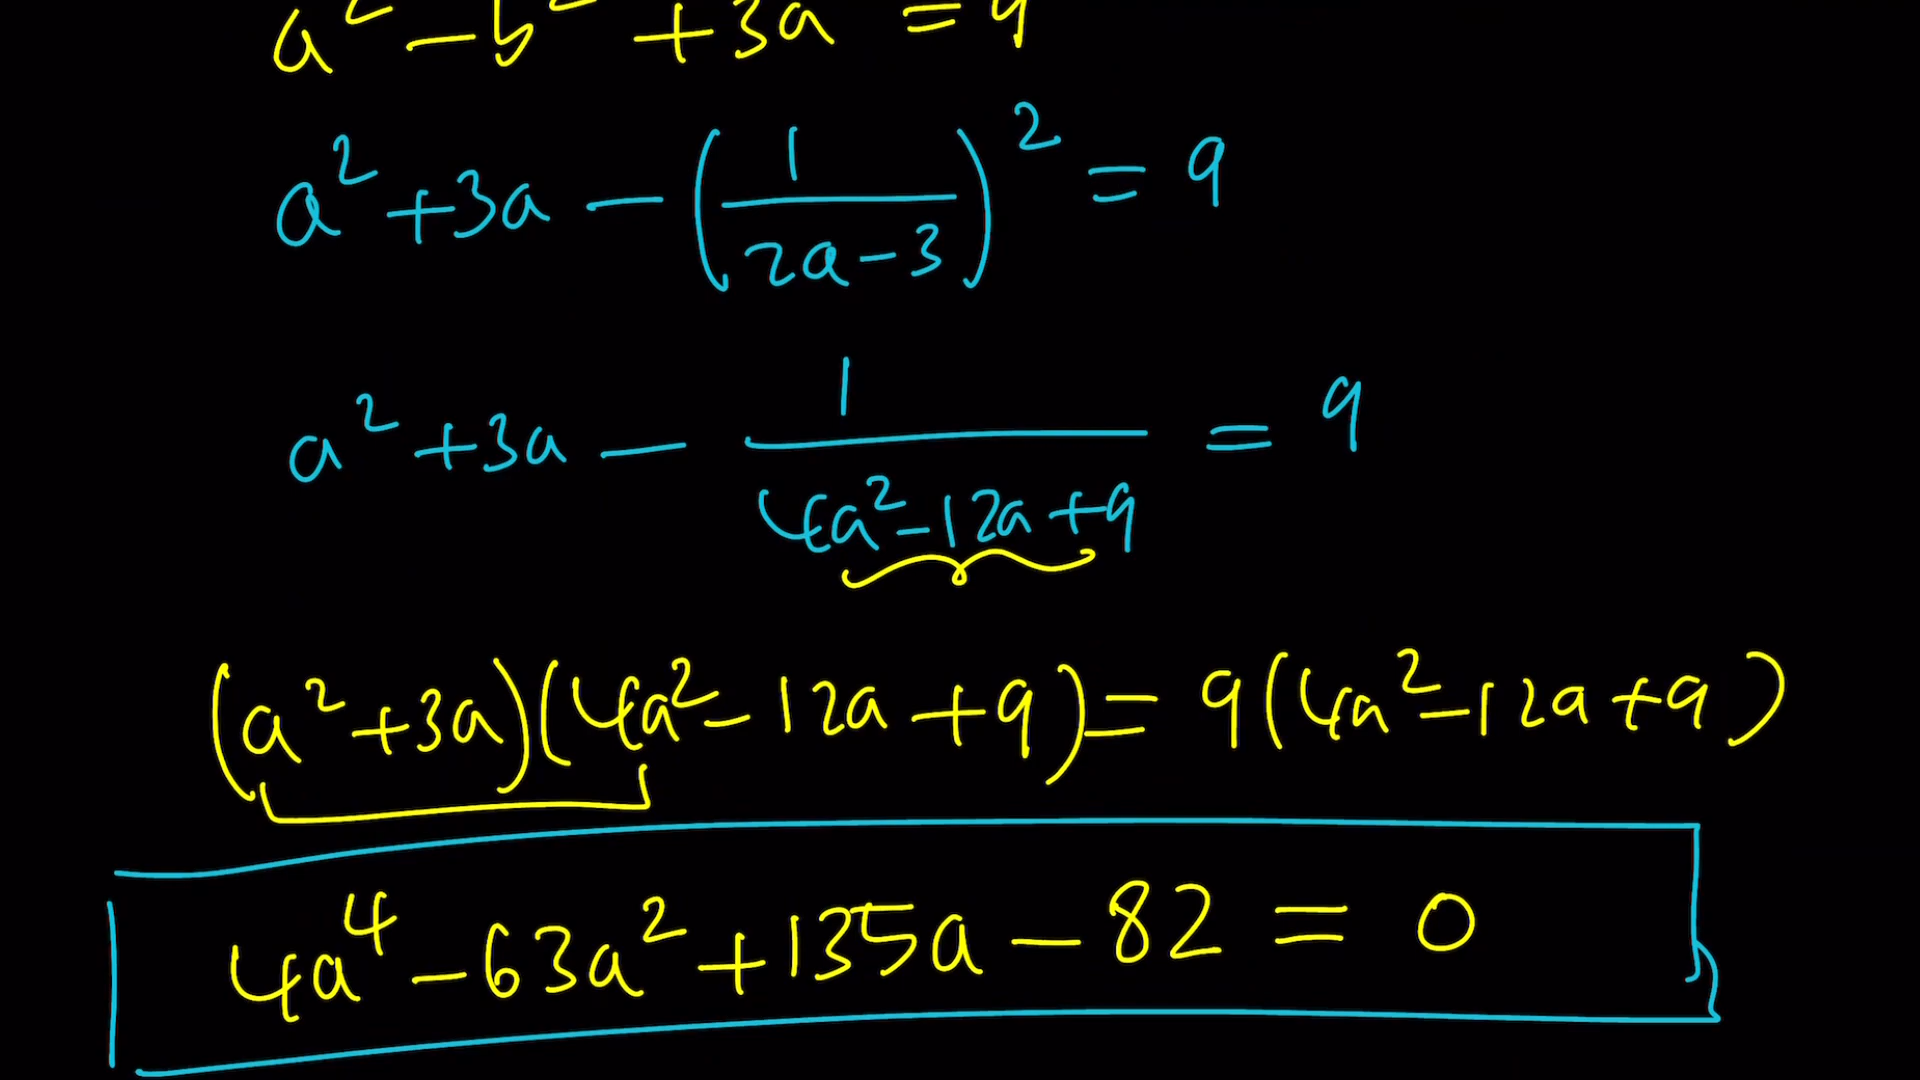 a² - b² + 3a = 9
a² + 3a - (1/(2a-3))² = 9
a² + 3a - 1/(4a²-12a+9) = 9
(a²+3a)(4a²-12a+9) = 9(4a²-12a+9)
4a⁴ - 63a² + 135a - 82 = 0